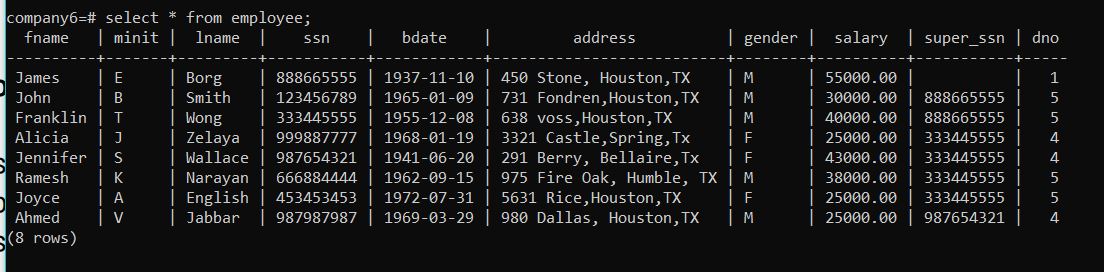 company6=# select * from employee;
  fname   | minit |  lname  |    ssn    |   bdate    |         address          | gender |  salary  | super_ssn | dno
----------+-------+---------+-----------+------------+--------------------------+--------+----------+-----------+-----
James     | E     | Borg    | 888665555 | 1937-11-10 | 450 Stone, Houston,TX    | M      | 55000.00 |           |   1
John      | B     | Smith   | 123456789 | 1965-01-09 | 731 Fondren,Houston,TX   | M      | 30000.00 | 888665555 |   5
Franklin  | T     | Wong    | 333445555 | 1955-12-08 | 638 voss,Houston,TX      | M      | 40000.00 | 888665555 |   5
Alicia    | J     | Zelaya  | 999887777 | 1968-01-19 | 3321 Castle,Spring,Tx    | F      | 25000.00 | 333445555 |   4
Jennifer  | S     | Wallace | 987654321 | 1941-06-20 | 291 Berry, Bellaire,Tx   | F      | 43000.00 | 333445555 |   4
Ramesh    | K     | Narayan | 666884444 | 1962-09-15 | 975 Fire Oak, Humble, TX | M      | 38000.00 | 333445555 |   5
Joyce     | A     | English | 453453453 | 1972-07-31 | 5631 Rice,Houston,TX     | F      | 25000.00 | 333445555 |   5
Ahmed     | V     | Jabbar  | 987987987 | 1969-03-29 | 980 Dallas, Houston,TX   | M      | 25000.00 | 987654321 |   4
(8 rows)